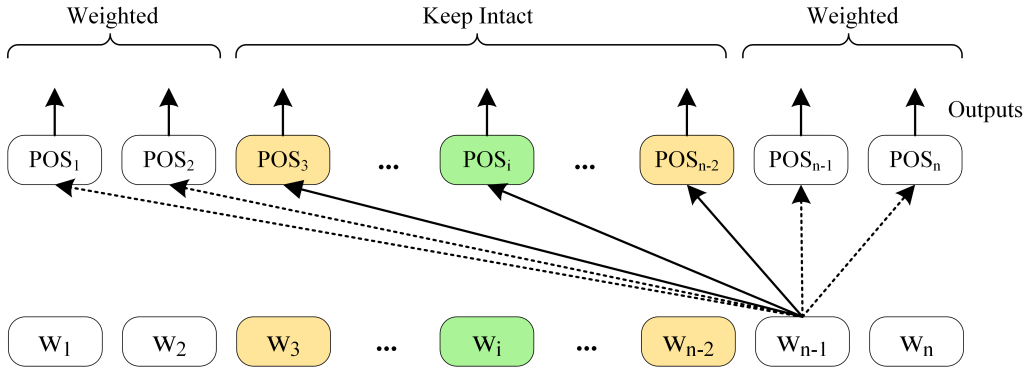 Weighted Keep Intact Weighted
Outputs
POS₁ POS₂ POS₃ ... POSᵢ ... POSₙ₋₂ POSₙ₋₁ POSₙ
W₁ W₂ W₃ ... Wᵢ ... Wₙ₋₂ Wₙ₋₁ Wₙ